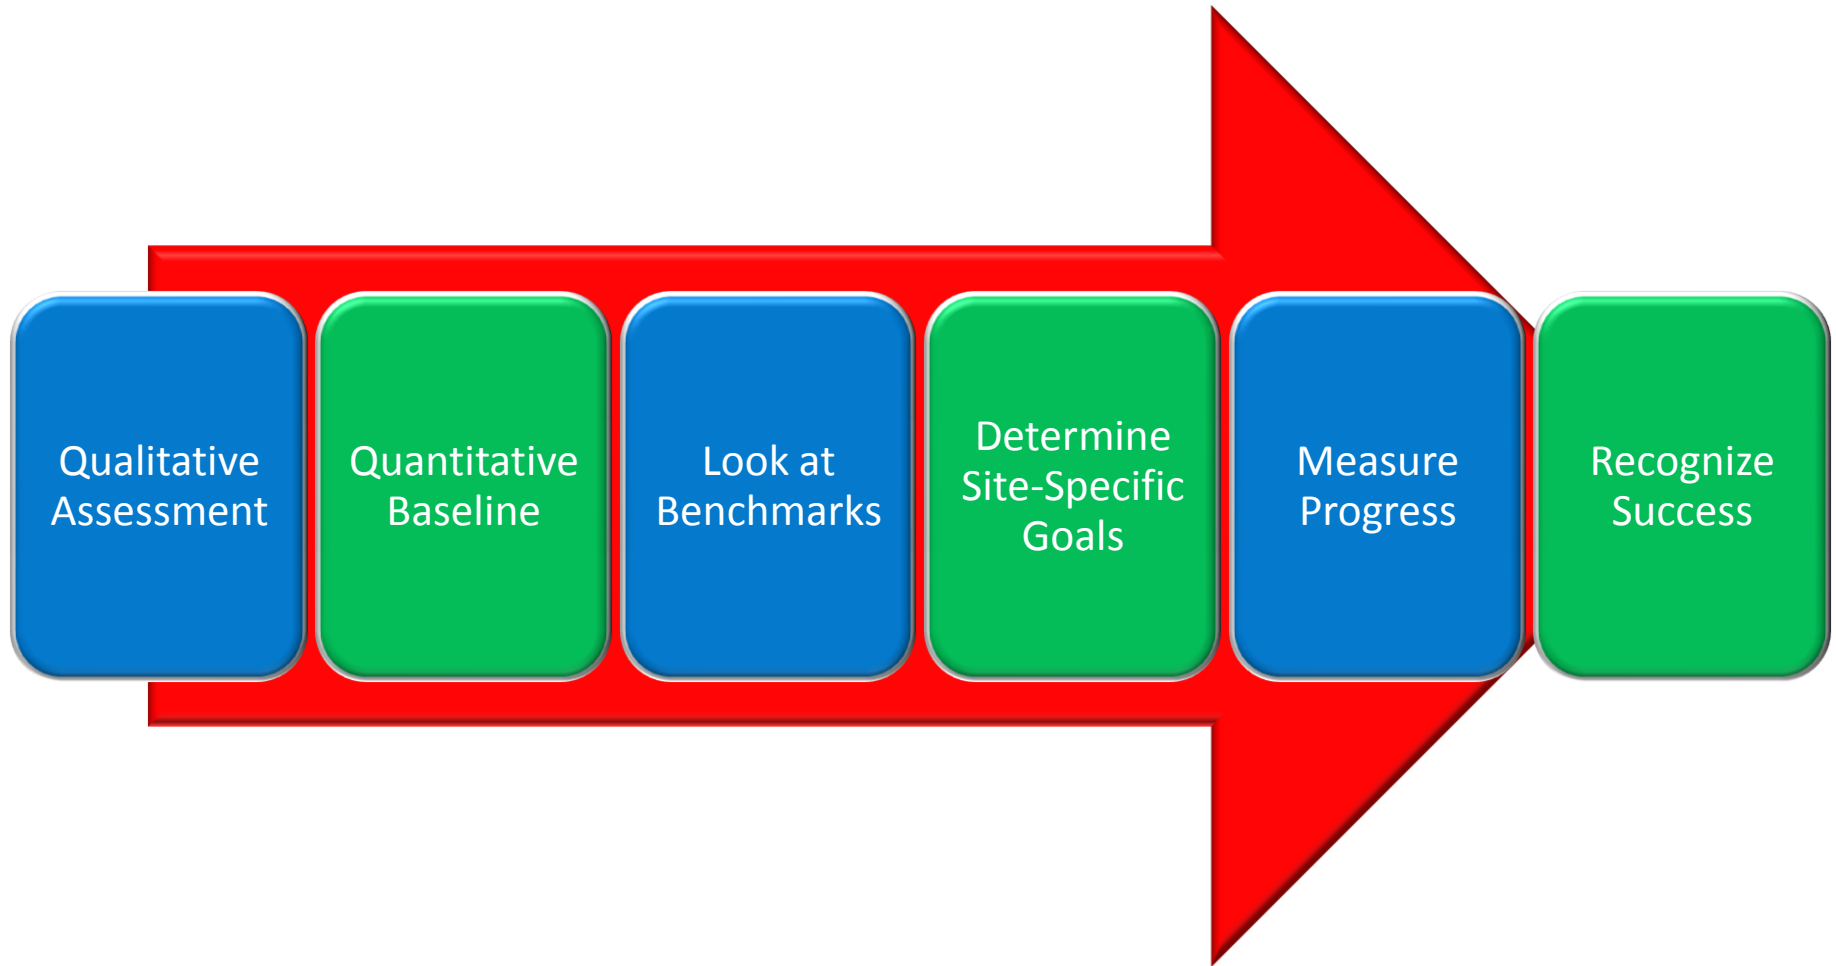 Qualitative
Assessment
Quantitative
Baseline
Look at
Benchmarks
Determine
Site-Specific
Goals
Measure
Progress
Recognize
Success